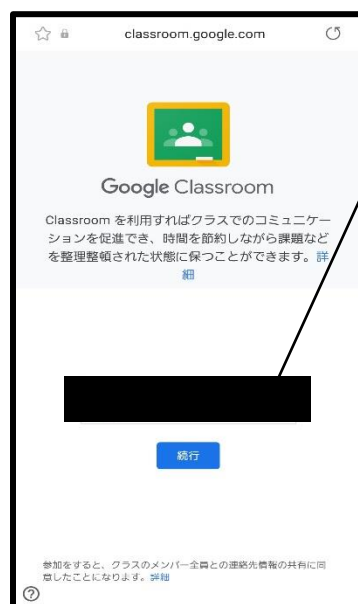 classroom.google.com
Google Classroom
Classroom を利用すればクラスでのコミュニケー
ションを促進でき、時間を節約しながら課題など
を整理整頓された状態に保つことができます。詳
細
続行
参加をすると、クラスのメンバー全員との連絡先情報の共有に同
意したことになります。詳細